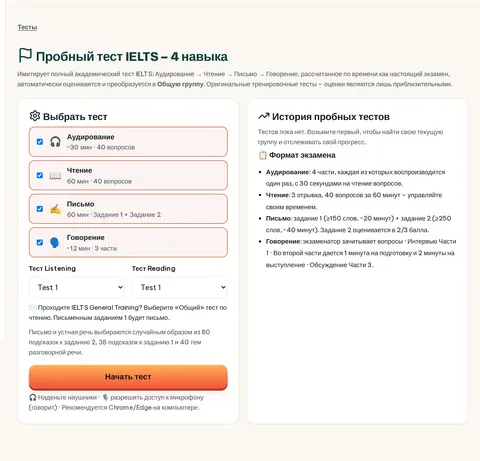 Тесты
Пробный тест IELTS – 4 навыка
Имитирует полный академический тест IELTS: Аудирование → Чтение → Письмо → Говорение, рассчитанное по времени как настоящий экзамен,
автоматически оценивается и преобразуется в Общую группу. Оригинальные тренировочные тесты – оценки являются лишь приблизительными.
Выбрать тест
Аудирование
~30 мин · 40 вопросов
Чтение
60 мин · 40 вопросов
Письмо
60 мин · Задание 1 + Задание 2
Говорение
~12 мин · 3 части
Тест Listening
Тест Reading
Test 1
Test 1
Проходите IELTS General Training? Выберите «Общий» тест по
чтению. Письменным заданием 1 будет письмо.
Письмо и устная речь выбираются случайным образом из 80
подсказок к заданию 2, 38 подсказок к заданию 1 и 40 тем
разговорной речи.
Начать тест
Наденьте наушники · разрешить доступ к микрофону
(говорит) · Рекомендуется Chrome/Edge на компьютере.
История пробных тестов
Тестов пока нет. Возьмите первый, чтобы найти свою текущую
группу и отслеживать свой прогресс.
Формат экзамена
Аудирование: 4 части, каждая из которых воспроизводится
один раз, с 30 секундами на чтение вопросов.
Чтение: 3 отрывка, 40 вопросов за 60 минут – управляйте
своим временем.
Письмо: задание 1 (≥150 слов, ~20 минут) + задание 2 (≥250
слов, ~40 минут). Задание 2 оценивается в 2/3 балла.
Говорение: экзаменатор зачитывает вопросы · Интервью Части
1 · Во второй части дается 1 минута на подготовку и 2 минуты на
выступление · Обсуждение Части 3.